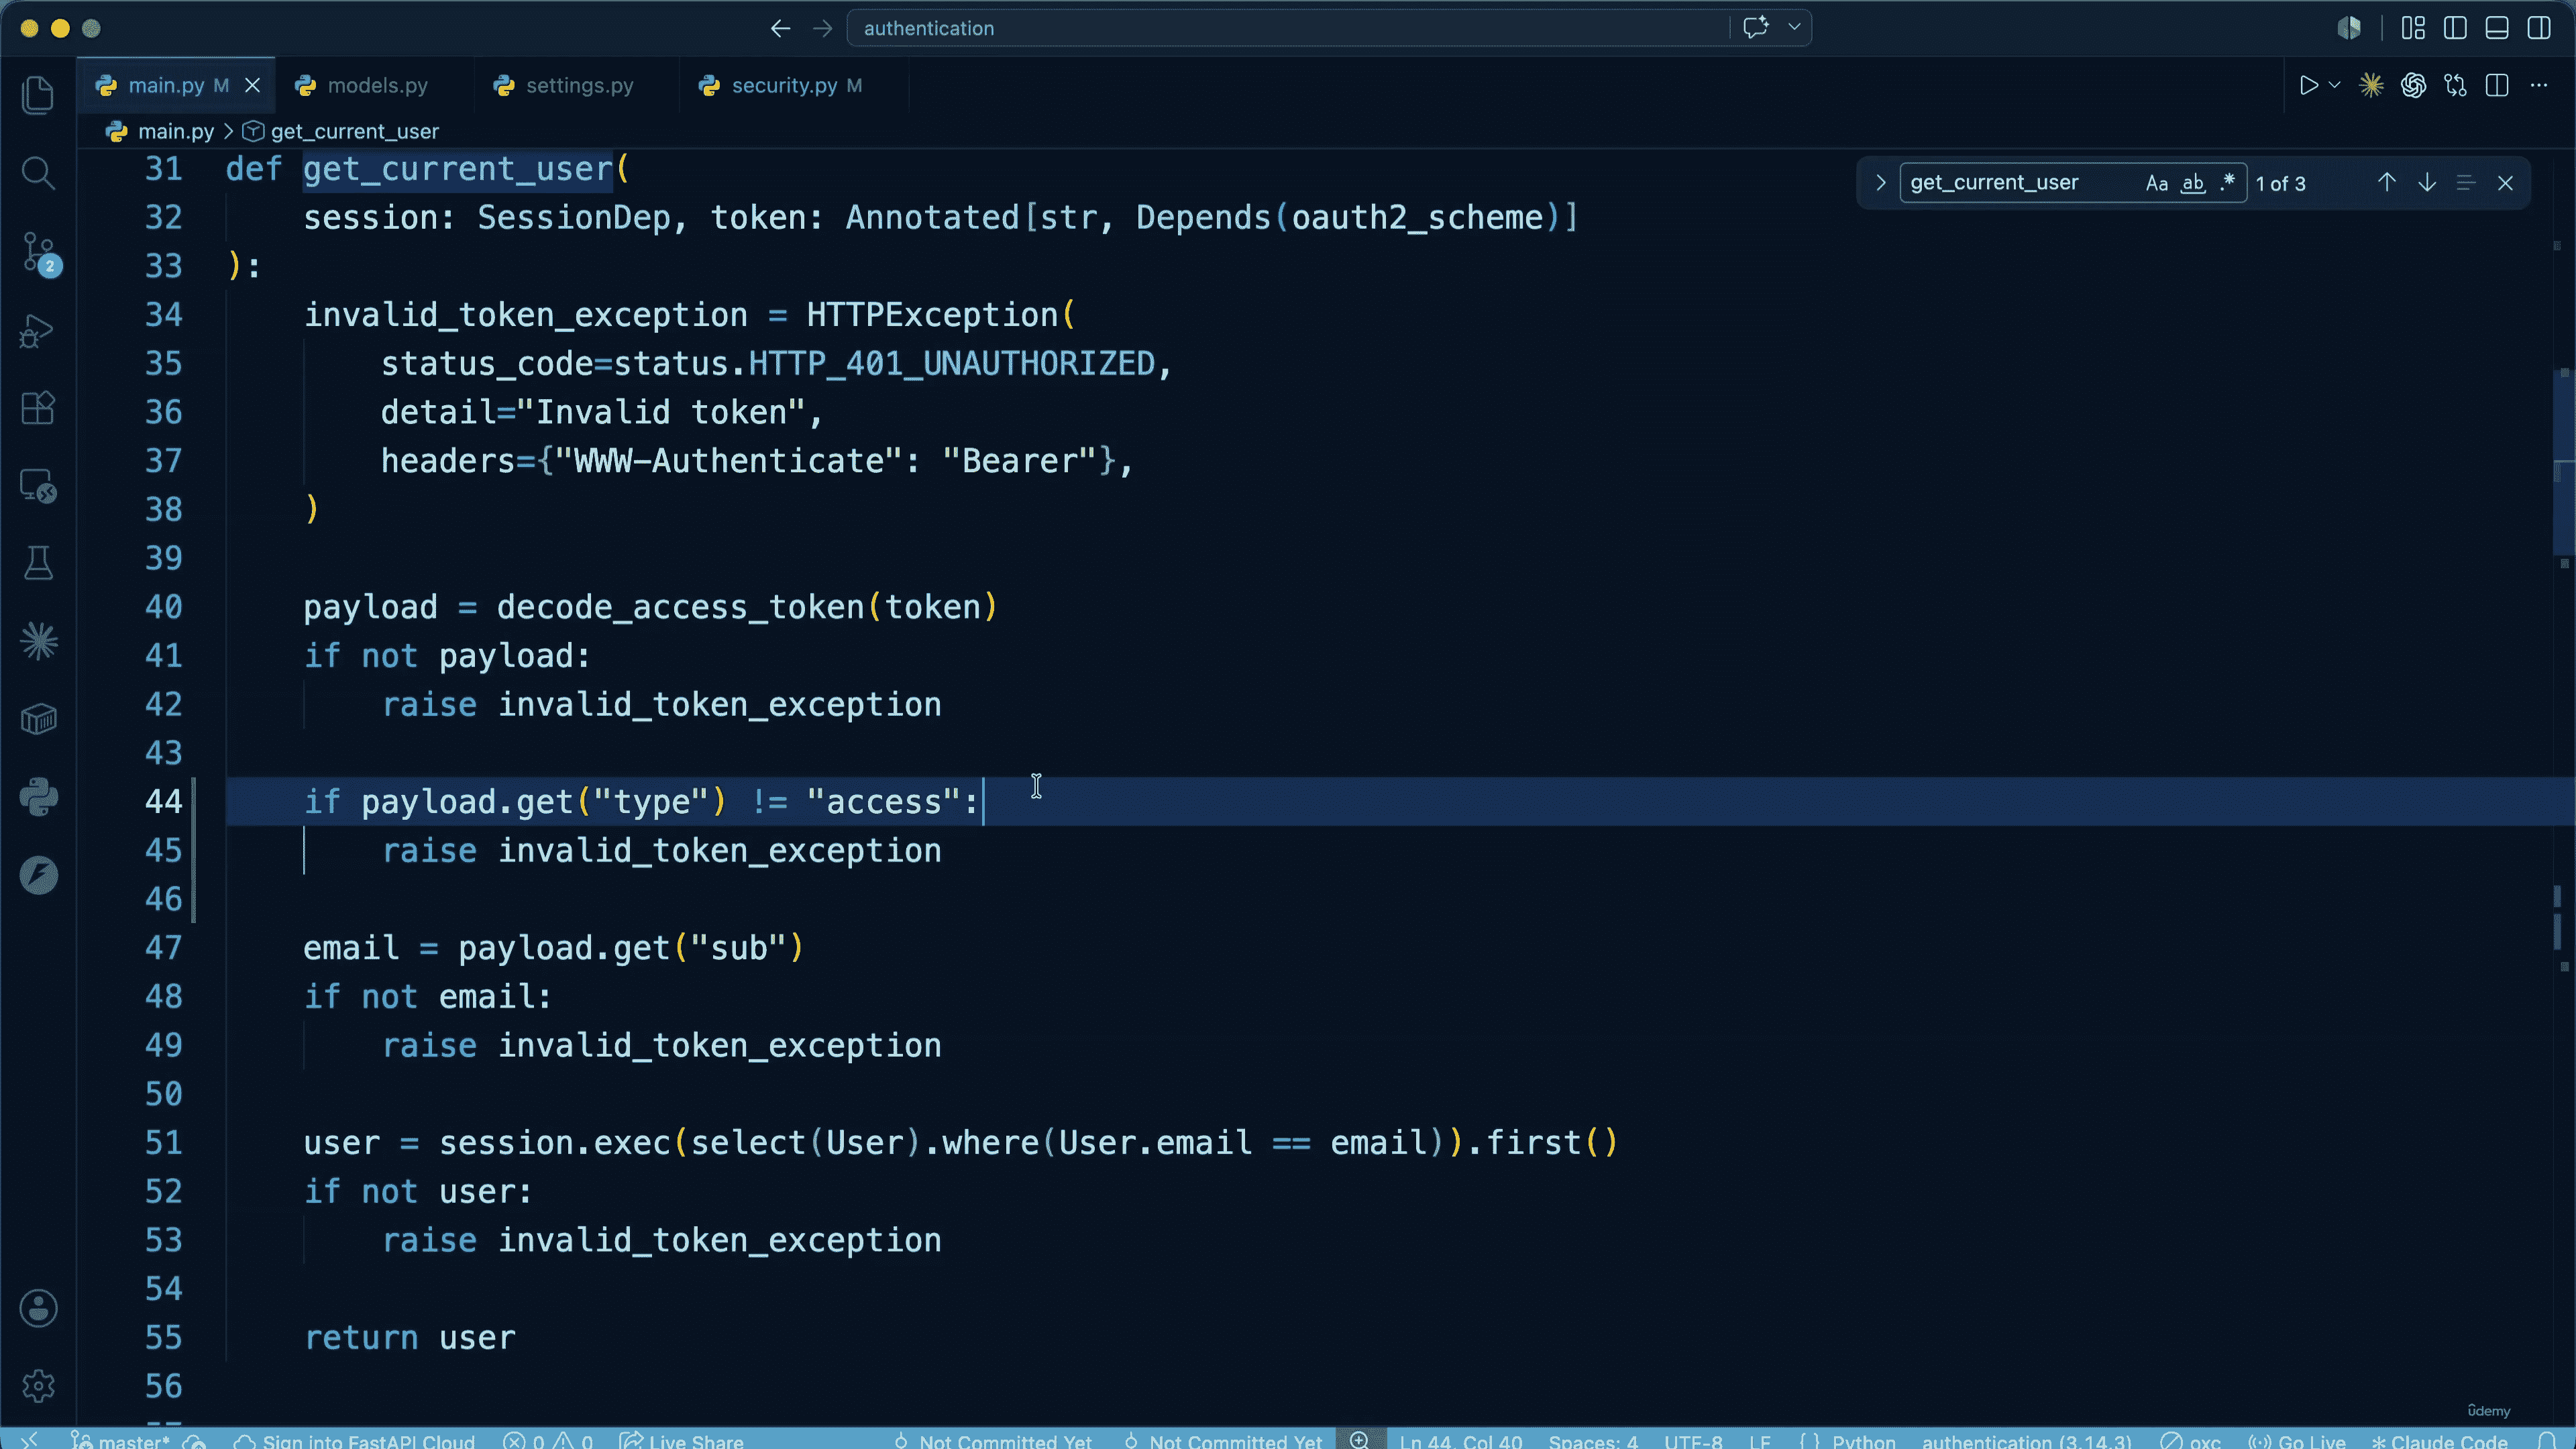 authentication
main.py M models.py settings.py security.py M
main.py > get_current_user
get_current_user Aa ab .* 1 of 3
31 def get_current_user(
32 session: SessionDep, token: Annotated[str, Depends(oauth2_scheme)]
33 ):
34 invalid_token_exception = HTTPException(
35 status_code=status.HTTP_401_UNAUTHORIZED,
36 detail="Invalid token",
37 headers={"WWW-Authenticate": "Bearer"},
38 )
39
40 payload = decode_access_token(token)
41 if not payload:
42 raise invalid_token_exception
43
44 if payload.get("type") != "access":
45 raise invalid_token_exception
46
47 email = payload.get("sub")
48 if not email:
49 raise invalid_token_exception
50
51 user = session.exec(select(User).where(User.email == email)).first()
52 if not user:
53 raise invalid_token_exception
54
55 return user
56
2
ûdemy
master* Sign into FastAPI Cloud 0 0 Live Share Not Committed Yet Not Committed Yet Ln 44, Col 40 Spaces: 4 UTF-8 LF { } Python authentication (3.14.3) oxc Go Live Claude Code